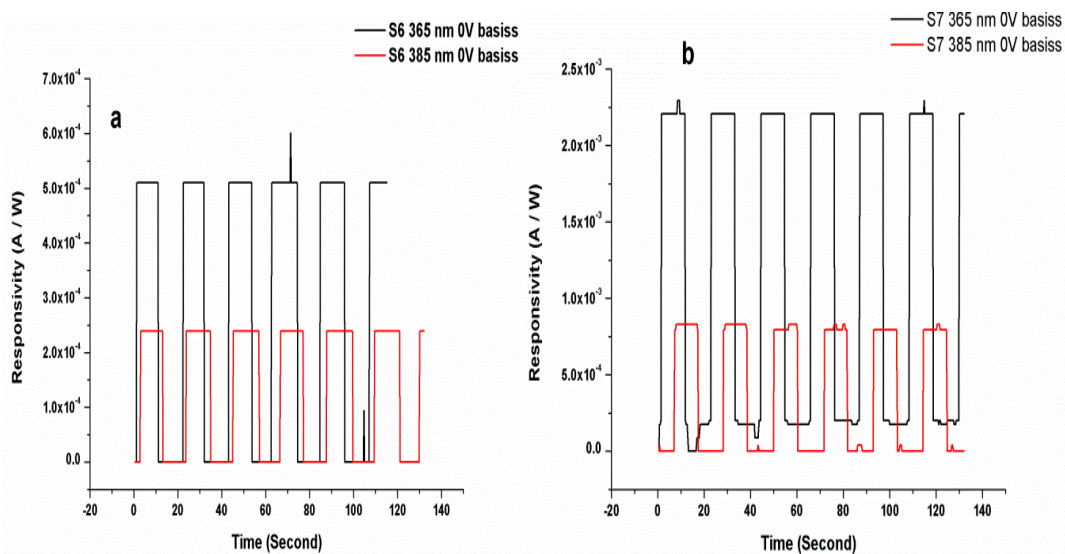 S6 365 nm 0V basiss
S6 385 nm 0V basiss
a
7.0x10⁻⁴
6.0x10⁻⁴
5.0x10⁻⁴
4.0x10⁻⁴
3.0x10⁻⁴
2.0x10⁻⁴
1.0x10⁻⁴
0.0
Responsivity (A / W)
-20 0 20 40 60 80 100 120 140
Time (Second)
S7 365 nm 0V basiss
S7 385 nm 0V basiss
b
2.5x10⁻³
2.0x10⁻³
1.5x10⁻³
1.0x10⁻³
5.0x10⁻⁴
0.0
Responsivity (A / W)
-20 0 20 40 60 80 100 120 140
Time (Second)